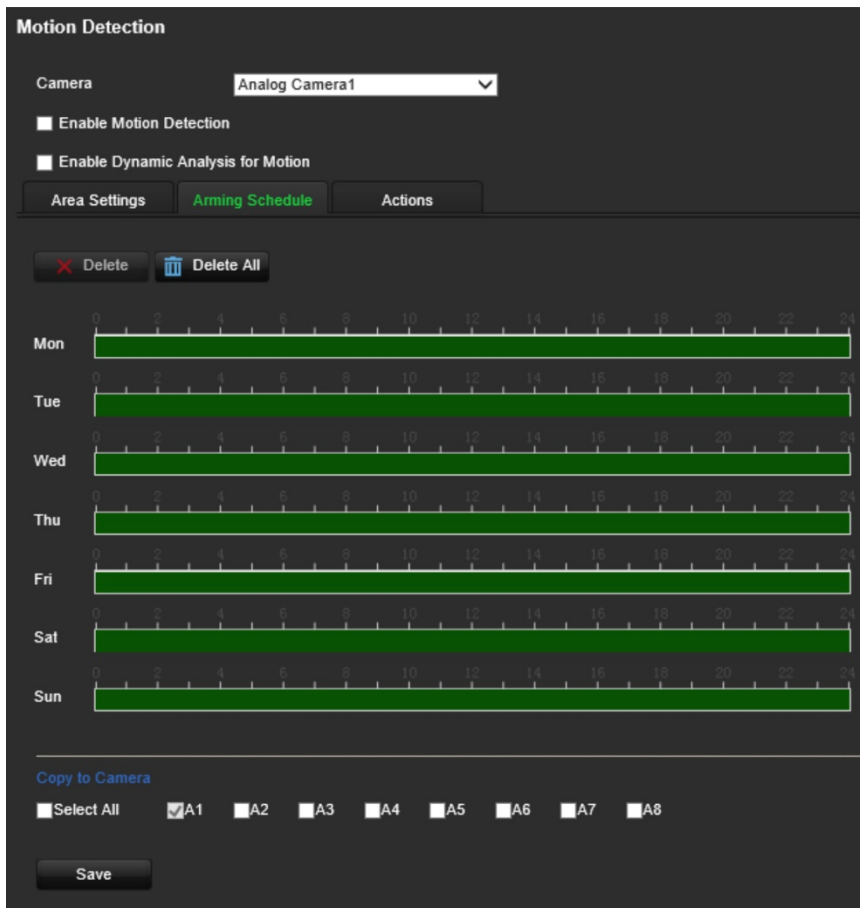 Motion Detection
Camera Analog Camera1
Enable Motion Detection
Enable Dynamic Analysis for Motion
Area Settings Arming Schedule Actions
Delete Delete All
0 2 4 6 8 10 12 14 16 18 20 22 24
Mon
0 2 4 6 8 10 12 14 16 18 20 22 24
Tue
0 2 4 6 8 10 12 14 16 18 20 22 24
Wed
0 2 4 6 8 10 12 14 16 18 20 22 24
Thu
0 2 4 6 8 10 12 14 16 18 20 22 24
Fri
0 2 4 6 8 10 12 14 16 18 20 22 24
Sat
0 2 4 6 8 10 12 14 16 18 20 22 24
Sun
Copy to Camera
Select All A1 A2 A3 A4 A5 A6 A7 A8
Save